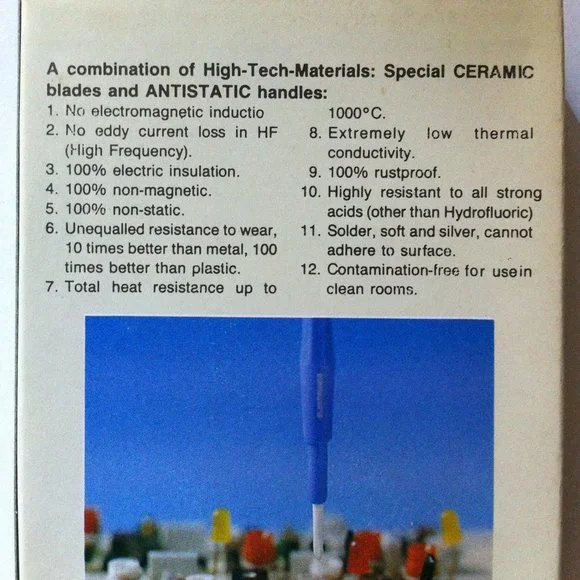 A combination of High-Tech-Materials: Special CERAMIC
blades and ANTISTATIC handles:
1. No electromagnetic inductio
2. No eddy current loss in HF
(High Frequency).
3. 100% electric insulation.
4. 100% non-magnetic.
5. 100% non-static.
6. Unequalled resistance to wear,
10 times better than metal, 100
times better than plastic.
7. Total heat resistance up to
1000°C.
8. Extremely low thermal
conductivity.
9. 100% rustproof.
10. Highly resistant to all strong
acids (other than Hydrofluoric)
11. Solder, soft and silver, cannot
adhere to surface.
12. Contamination-free for usein
clean rooms.